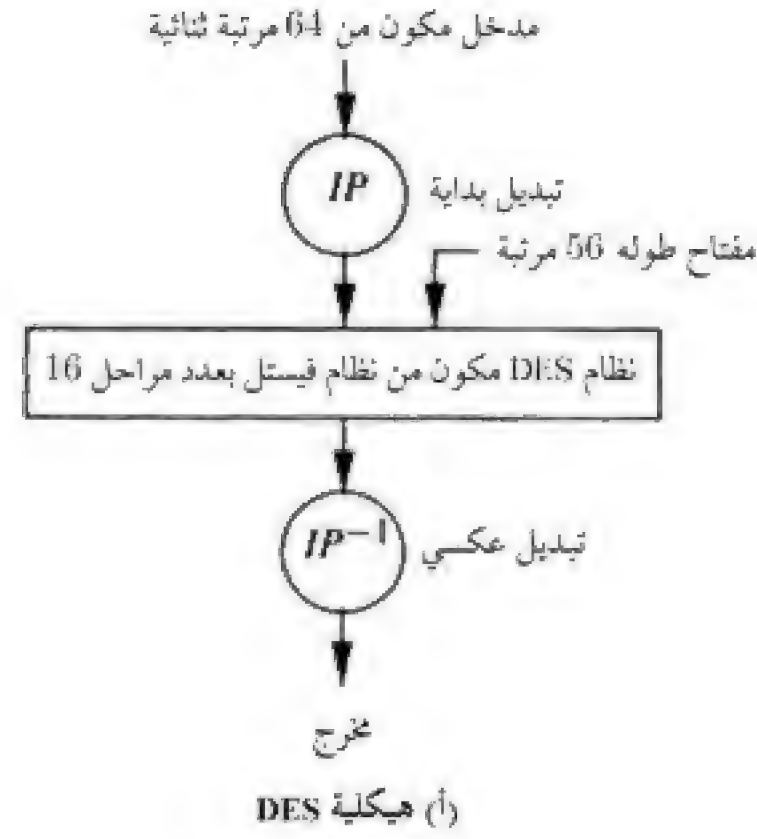 مدخل مكون من 64 مرتبة ثنائية
IP
تبديل بداية
مفتاح طوله 56 مرتبة
نظام DES مكون من نظام فيستل بعدد مراحل 16
IP⁻¹
تبديل عكسي
مخرج
(أ) هيكلية DES